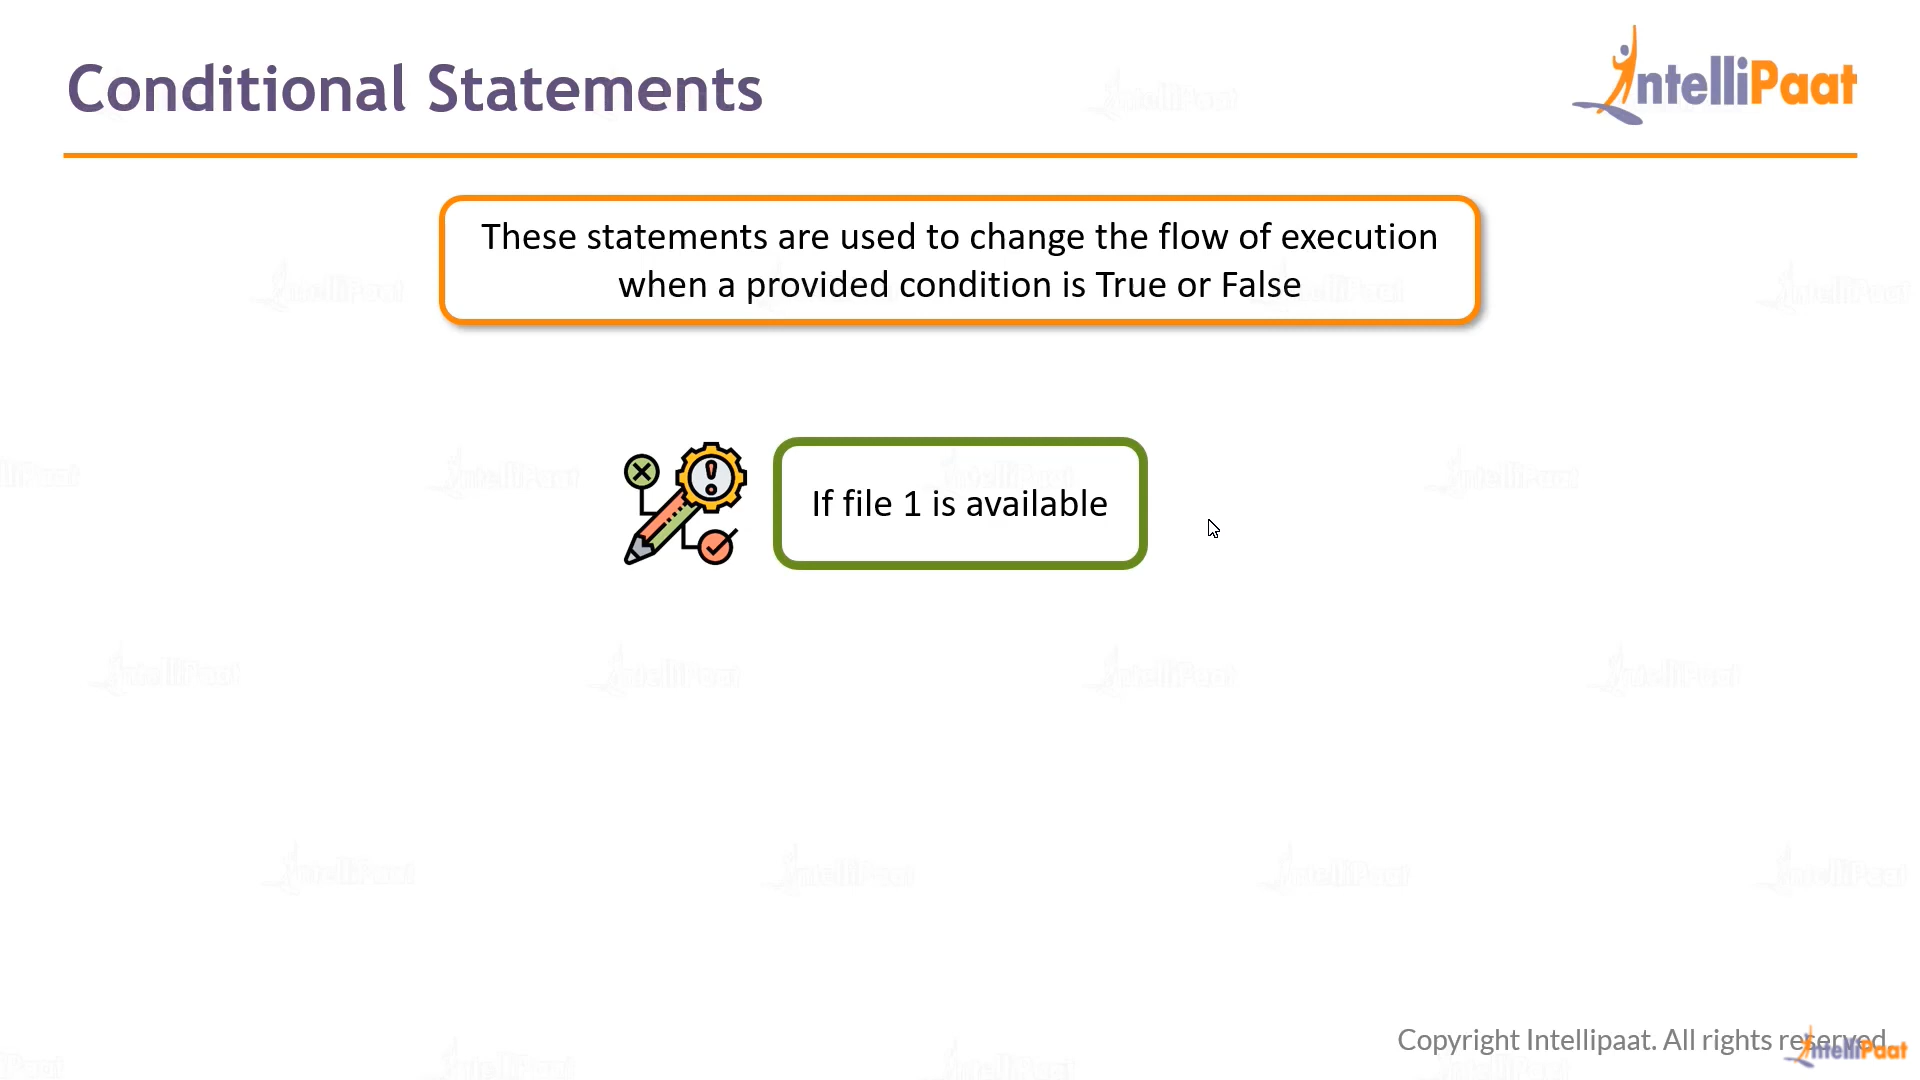 Conditional Statements
IntelliPaat
These statements are used to change the flow of execution
when a provided condition is True or False
If file 1 is available
Copyright Intellipaat. All rights reserved.
IntelliPaat